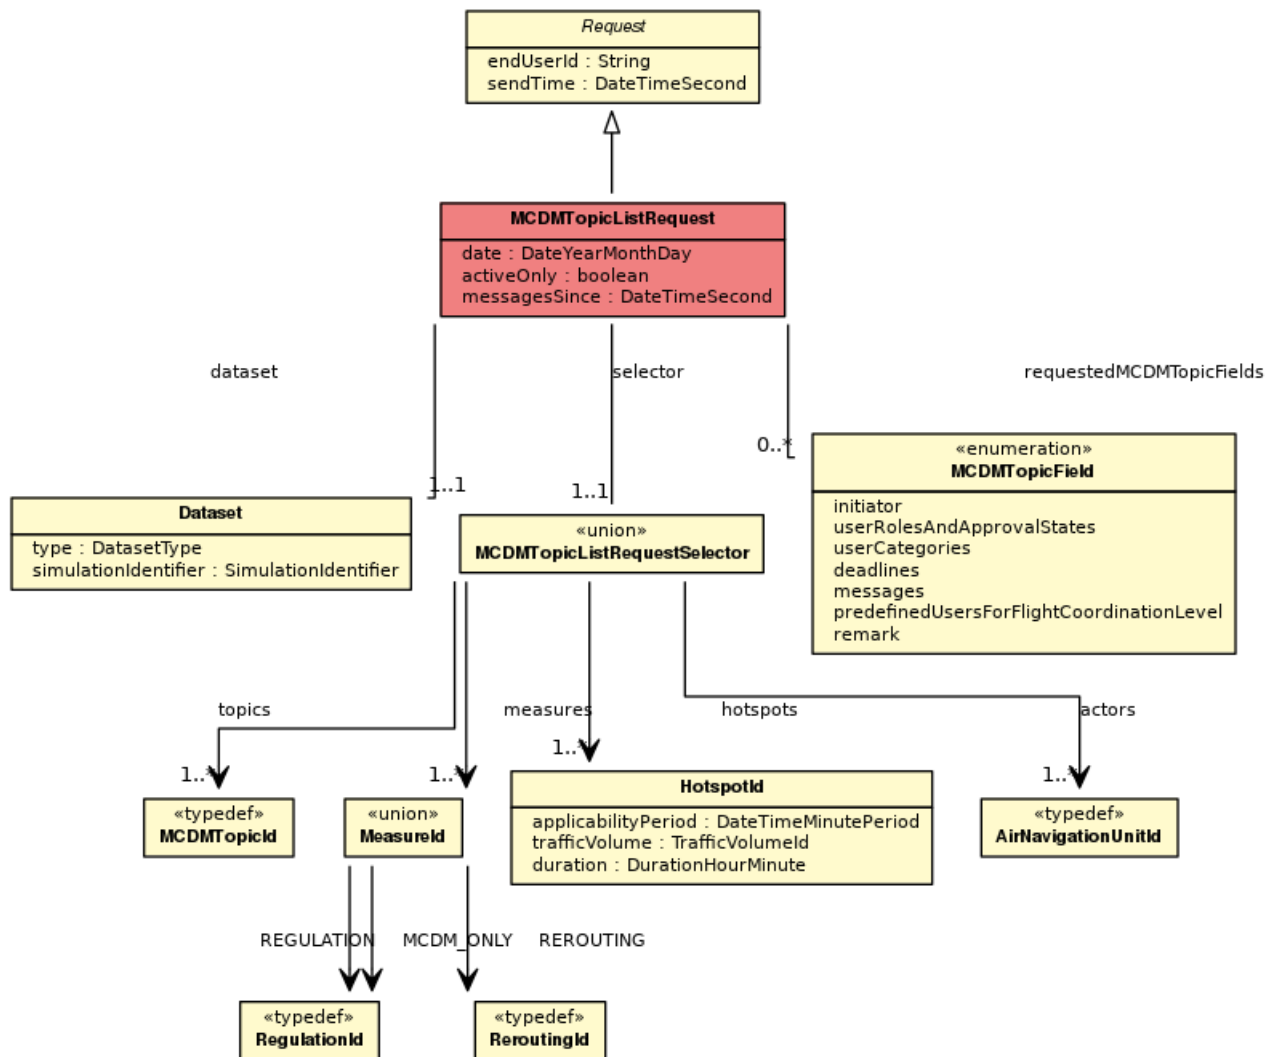 Request
endUserId : String
sendTime : DateTimeSecond
MCDMTopicListRequest
date : DateYearMonthDay
activeOnly : boolean
messagesSince : DateTimeSecond
dataset
selector
requestedMCDMTopicFields
0..*
1..1
1..1
«enumeration»
MCDMTopicField
initiator
userRolesAndApprovalStates
userCategories
deadlines
messages
predefinedUsersForFlightCoordinationLevel
remark
Dataset
type : DatasetType
simulationIdentifier : SimulationIdentifier
«union»
MCDMTopicListRequestSelector
topics
measures
hotspots
actors
1..*
1..*
1..*
1..*
«typedef»
MCDMTopicId
«union»
MeasureId
HotspotId
applicabilityPeriod : DateTimeMinutePeriod
trafficVolume : TrafficVolumeId
duration : DurationHourMinute
«typedef»
AirNavigationUnitId
REGULATION
MCDM_ONLY
REROUTING
«typedef»
RegulationId
«typedef»
ReroutingId